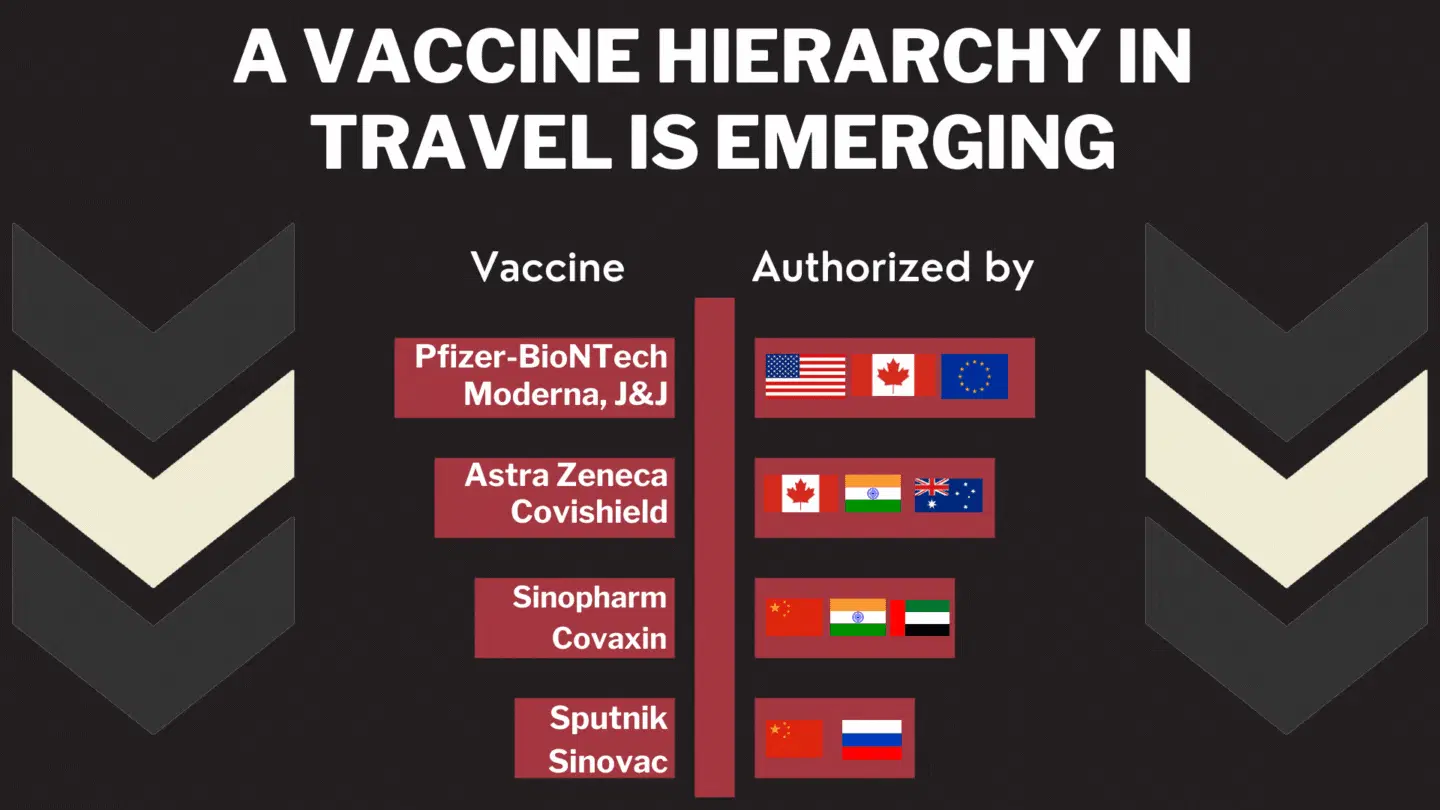 A VACCINE HIERARCHY IN
TRAVEL IS EMERGING
Vaccine
Authorized by
Pfizer-BioNTech
Moderna, J&J
Astra Zeneca
Covishield
Sinopharm
Covaxin
Sputnik
Sinovac